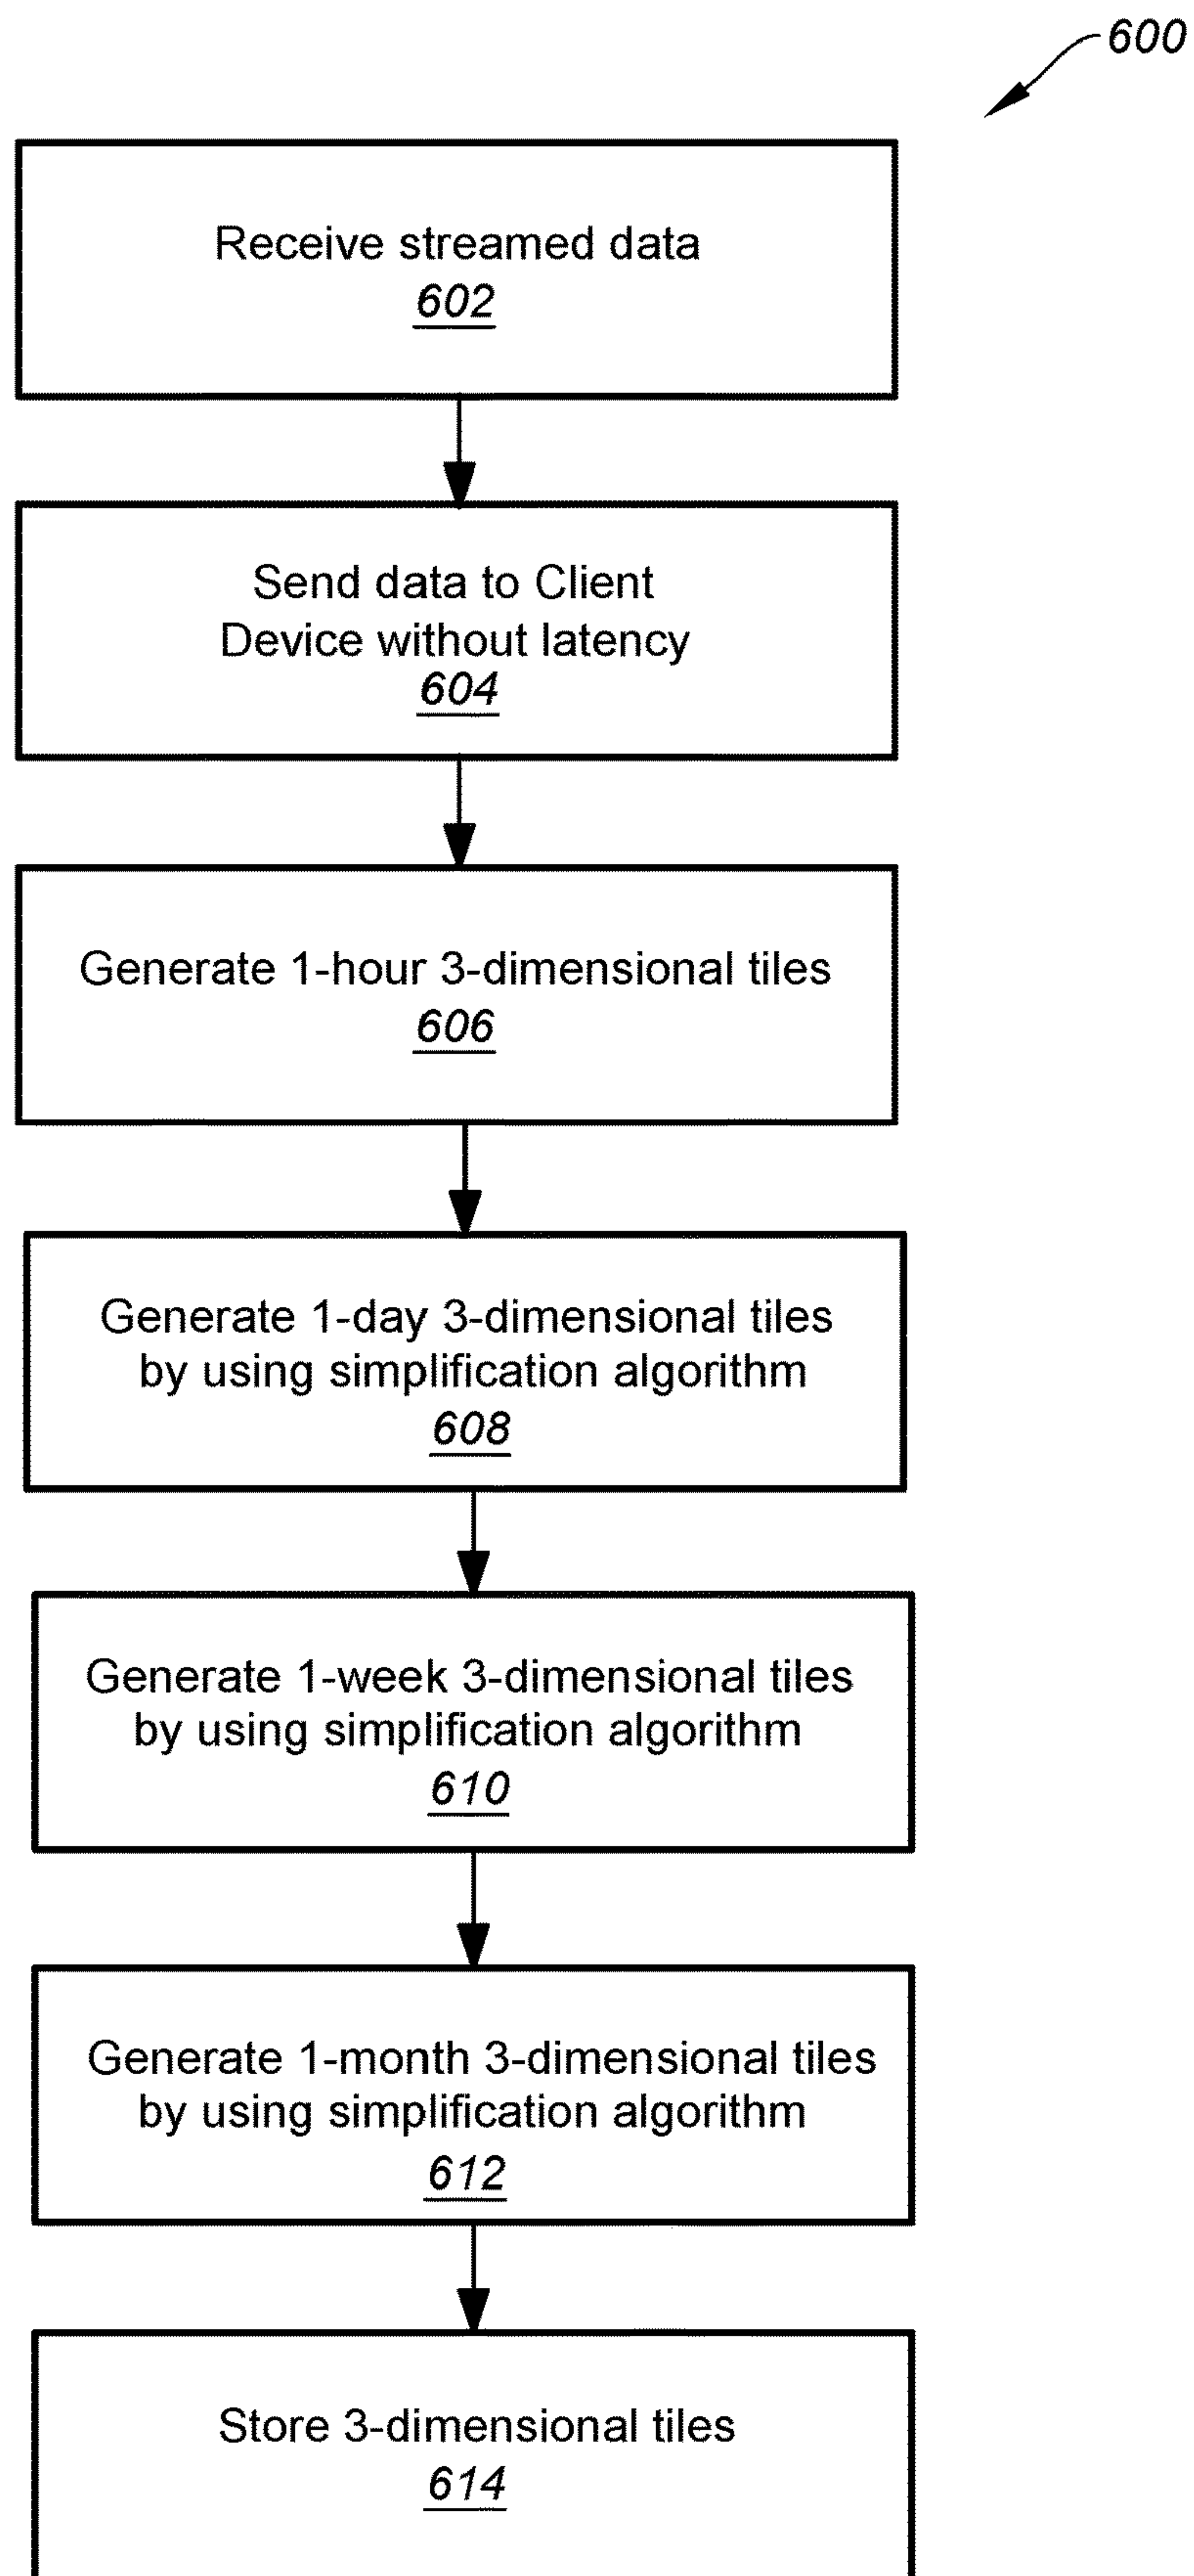 600
Receive streamed data
602
Send data to Client
Device without latency
604
Generate 1-hour 3-dimensional tiles
606
Generate 1-day 3-dimensional tiles
by using simplification algorithm
608
Generate 1-week 3-dimensional tiles
by using simplification algorithm
610
Generate 1-month 3-dimensional tiles
by using simplification algorithm
612
Store 3-dimensional tiles
614